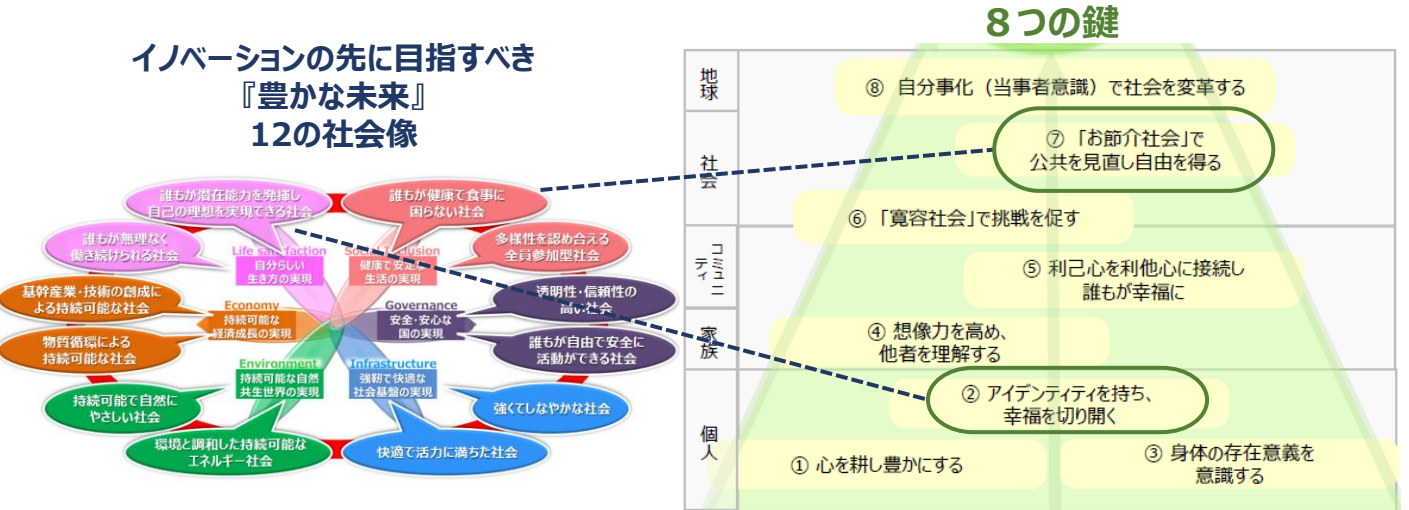 イノベーションの先に目指すべき
『豊かな未来』
12の社会像
誰もが潜在能力を発揮し
自己の理想を実現できる社会
誰もが健康で食事に
困らない社会
誰もが無理なく
働き続けられる社会
Life satisfaction
自分らしい
生き方の実現
Social Inclusion
健康で安定な
生活の実現
多様性を認め合える
全員参加型社会
基幹産業・技術の創成に
よる持続可能な社会
Economy
持続可能な
経済成長の実現
Governance
安全・安心な
国の実現
透明性・信頼性の
高い社会
物質循環による
持続可能な社会
誰もが自由で安全に
活動ができる社会
Environment
持続可能な自然
共生世界の実現
Infrastructure
強靭で快適な
社会基盤の実現
持続可能で自然に
やさしい社会
強くてしなやかな社会
環境と調和した持続可能な
エネルギー社会
快適で活力に満ちた社会
8つの鍵
地球
⑧ 自分事化（当事者意識）で社会を変革する
社会
⑦「お節介社会」で
公共を見直し自由を得る
⑥「寛容社会」で挑戦を促す
コミュニティ
⑤ 利己心を利他心に接続し
誰もが幸福に
家族
④ 想像力を高め、
他者を理解する
個人
② アイデンティティを持ち、
幸福を切り開く
① 心を耕し豊かにする
③ 身体の存在意義を
意識する